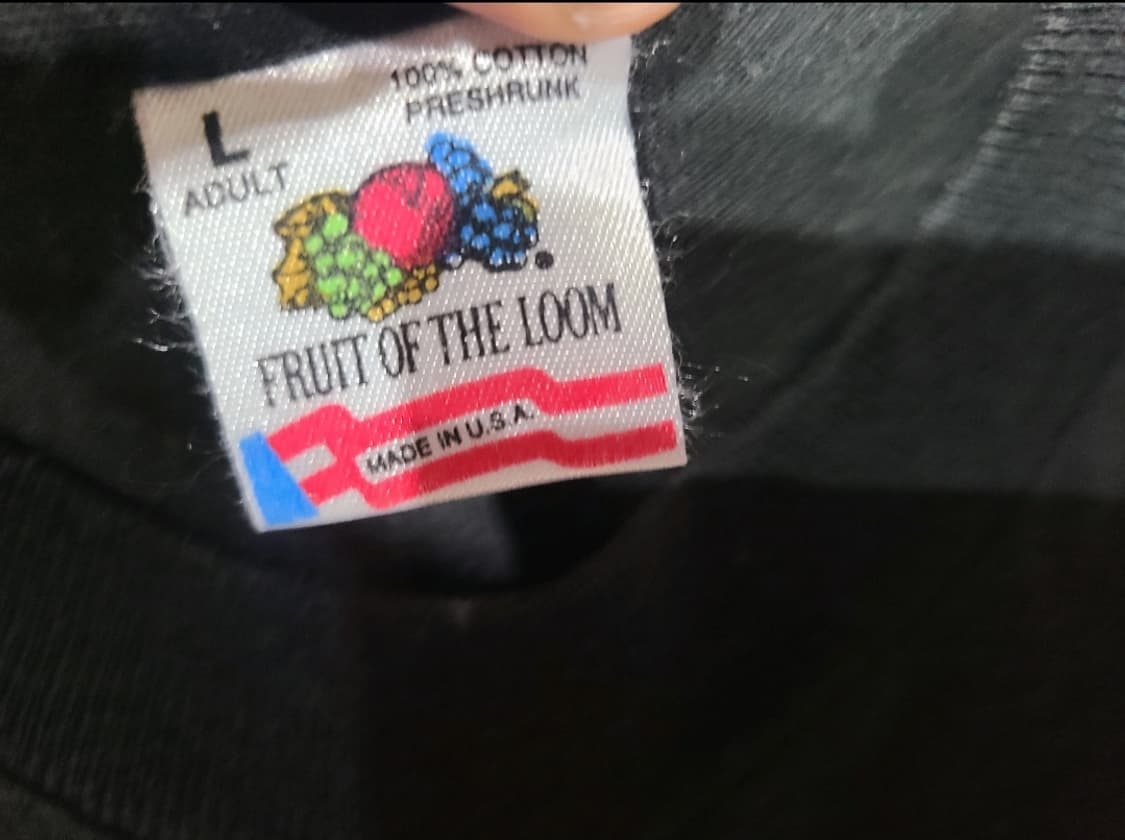 100% COTTON
PRESHRUNK
L
ADULT
FRUIT OF THE LOOM
MADE IN U.S.A.